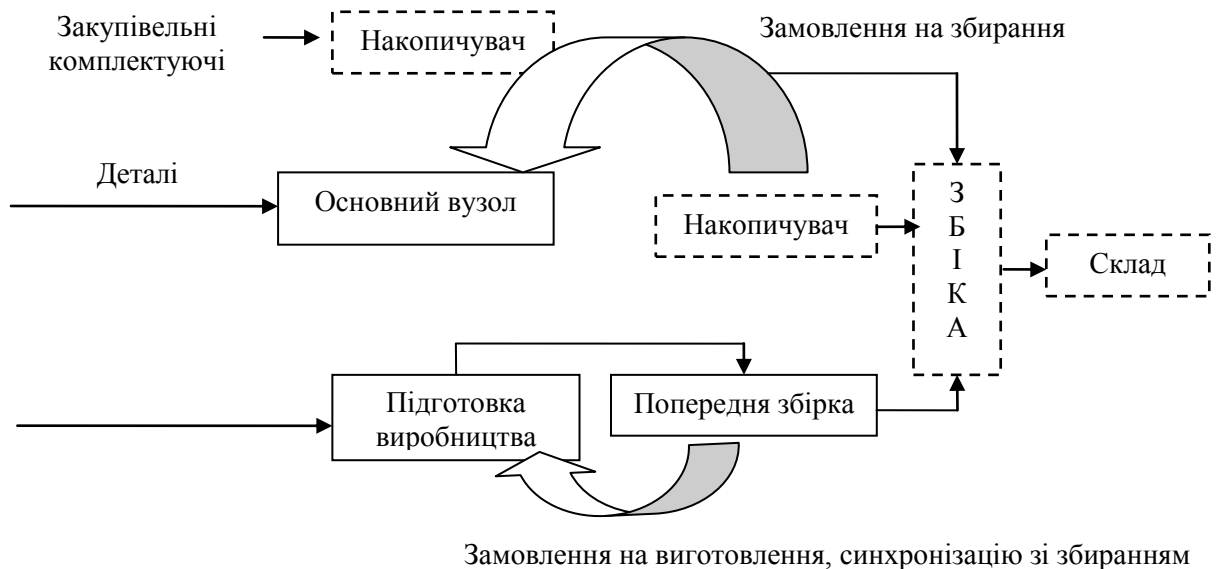 Закупівельні
комплектуючі
Накопичувач
Замовлення на збирання
Деталі
Основний вузол
Накопичувач
З
Б
І
К
А
Склад
Підготовка
виробництва
Попередня збірка
Замовлення на виготовлення, синхронізацію зі збиранням